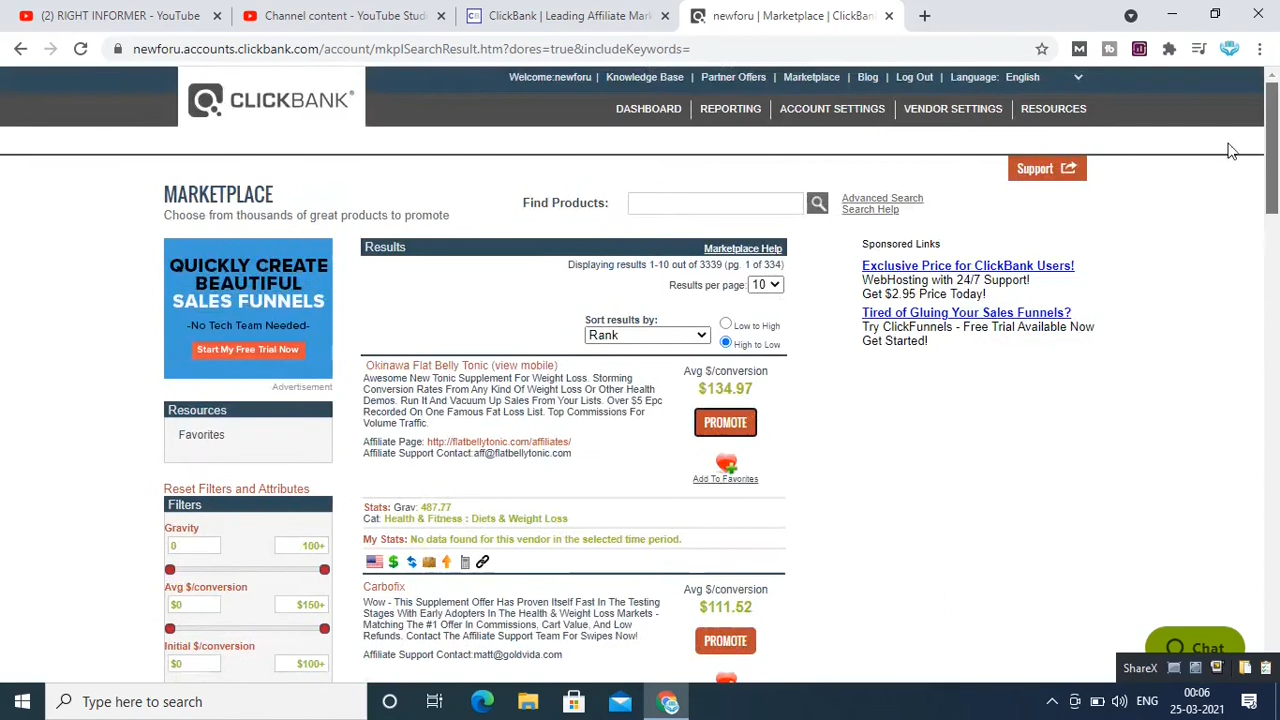 (2) RIGHT INFORMER - YouTube
Channel content - YouTube Stud
ClickBank | Leading Affiliate Mark
newforu | Marketplace | ClickBank
newforu.accounts.clickbank.com/account/mkplSearchResult.htm?dores=true&includeKeywords=
Welcome:newforu | Knowledge Base | Partner Offers | Marketplace | Blog | Log Out | Language: English
CLICKBANK®
DASHBOARD | REPORTING | ACCOUNT SETTINGS | VENDOR SETTINGS | RESOURCES
Support
MARKETPLACE
Choose from thousands of great products to promote
Find Products:
Advanced Search
Search Help
QUICKLY CREATE
BEAUTIFUL
SALES FUNNELS
-No Tech Team Needed-
Start My Free Trial Now
Advertisement
Resources
Favorites
Reset Filters and Attributes
Filters
Gravity
0 100+
Avg $/conversion
$0 $150+
Initial $/conversion
$0 $100+
Results Marketplace Help
Displaying results 1-10 out of 3339 (pg. 1 of 334)
Results per page: 10
Sort results by:
Rank
Low to High
High to Low
Okinawa Flat Belly Tonic (view mobile)
Awesome New Tonic Supplement For Weight Loss. Storming
Conversion Rates From Any Kind Of Weight Loss Or Other Health
Demos. Run It And Vacuum Up Sales From Your Lists. Over $5 Epc
Recorded On One Famous Fat Loss List. Top Commissions For
Volume Traffic.
Affiliate Page: http://flatbellytonic.com/affiliates/
Affiliate Support Contact:aff@flatbellytonic.com
Avg $/conversion
$134.97
PROMOTE
Add To Favorites
Stats: Grav: 487.77
Cat: Health & Fitness : Diets & Weight Loss
My Stats: No data found for this vendor in the selected time period.
Carbofix
Wow - This Supplement Offer Has Proven Itself Fast In The Testing
Stages With Early Adopters In The Health & Weight Loss Markets -
Matching The #1 Offer In Commissions, Cart Value, And Low
Refunds. Contact The Affiliate Support Team For Swipes Now!
Affiliate Support Contact:matt@goldvida.com
Avg $/conversion
$111.52
PROMOTE
Sponsored Links
Exclusive Price for ClickBank Users!
WebHosting with 24/7 Support!
Get $2.95 Price Today!
Tired of Gluing Your Sales Funnels?
Try ClickFunnels - Free Trial Available Now
Get Started!
Chat
ShareX
Type here to search
ENG
00:06
25-03-2021